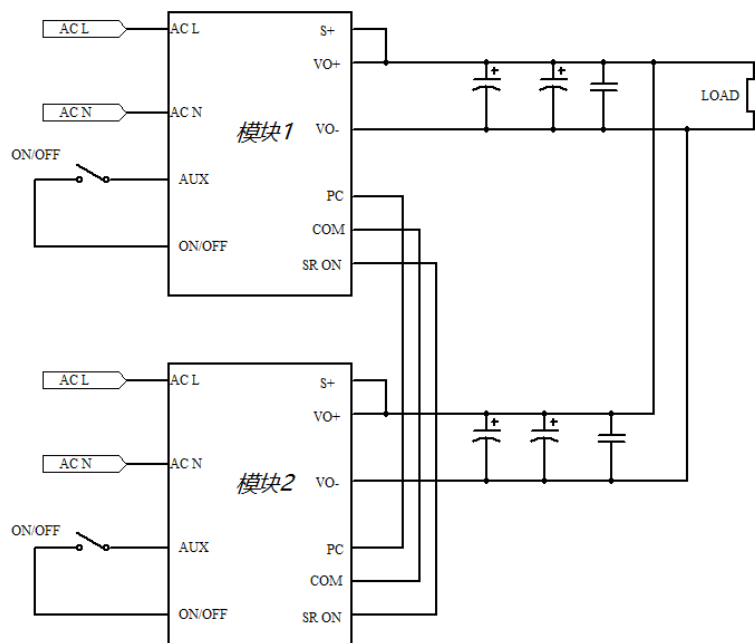 AC L
AC L
S+
VO+
LOAD
AC N
AC N
模块1
VO-
ON/OFF
AUX
PC
COM
ON/OFF
SR ON
AC L
AC L
S+
VO+
AC N
AC N
模块2
VO-
ON/OFF
AUX
PC
COM
ON/OFF
SR ON